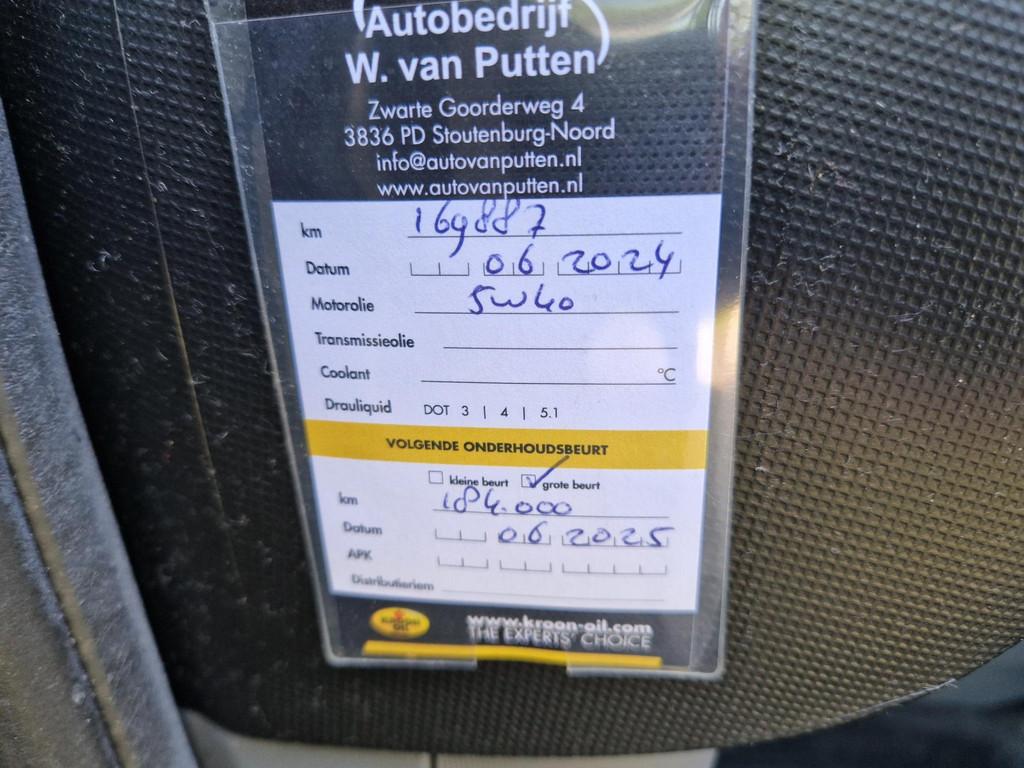 Autobedrijf
W. van Putten
Zwarte Goorderweg 4
3836 PD Stoutenburg-Noord
info@autovanputten.nl
www.autovanputten.nl
km 169887
Datum 06 2024
Motorolie 5w40
Transmissieolie
Coolant °C
Drauliquid DOT 3 | 4 | 5.1
VOLGENDE ONDERHOUDSBEURT
kleine beurt grote beurt
km 184.000
Datum 06 2025
APK
Distributieriem
KROON OIL www.kroon-oil.com
THE EXPERTS' CHOICE